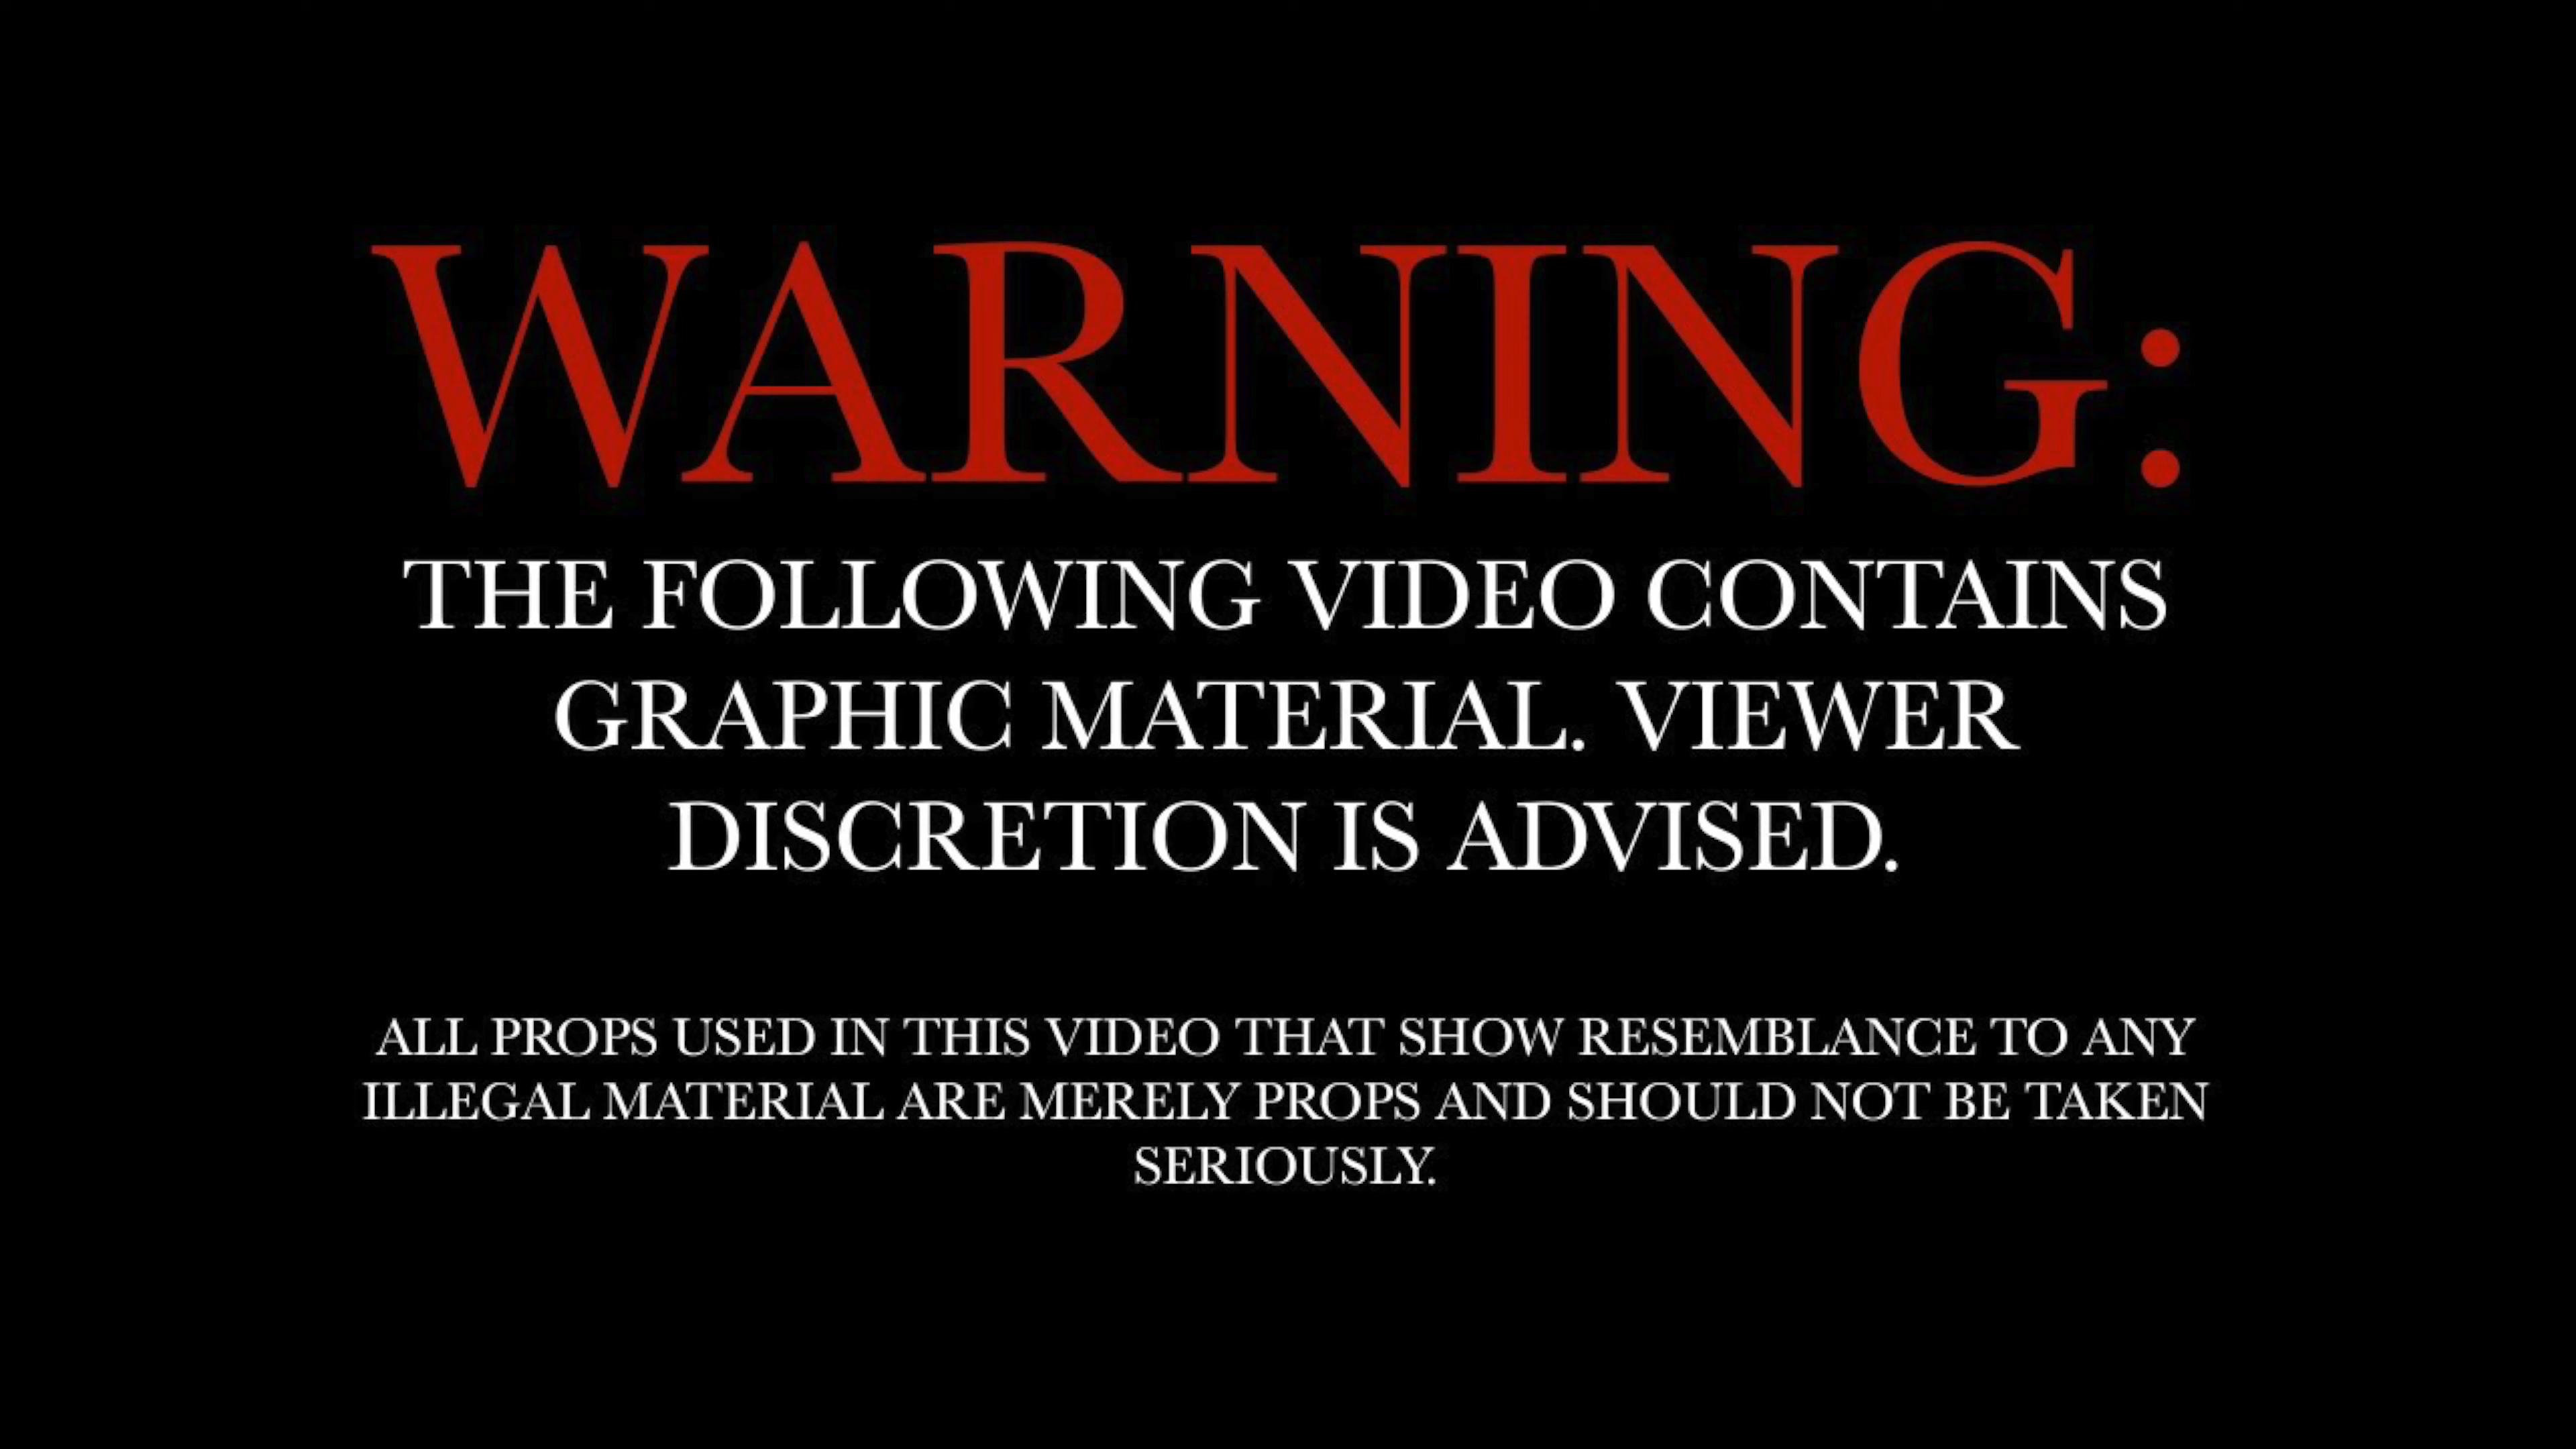 WARNING:
THE FOLLOWING VIDEO CONTAINS
GRAPHIC MATERIAL. VIEWER
DISCRETION IS ADVISED.
ALL PROPS USED IN THIS VIDEO THAT SHOW RESEMBLANCE TO ANY
ILLEGAL MATERIAL ARE MERELY PROPS AND SHOULD NOT BE TAKEN
SERIOUSLY.